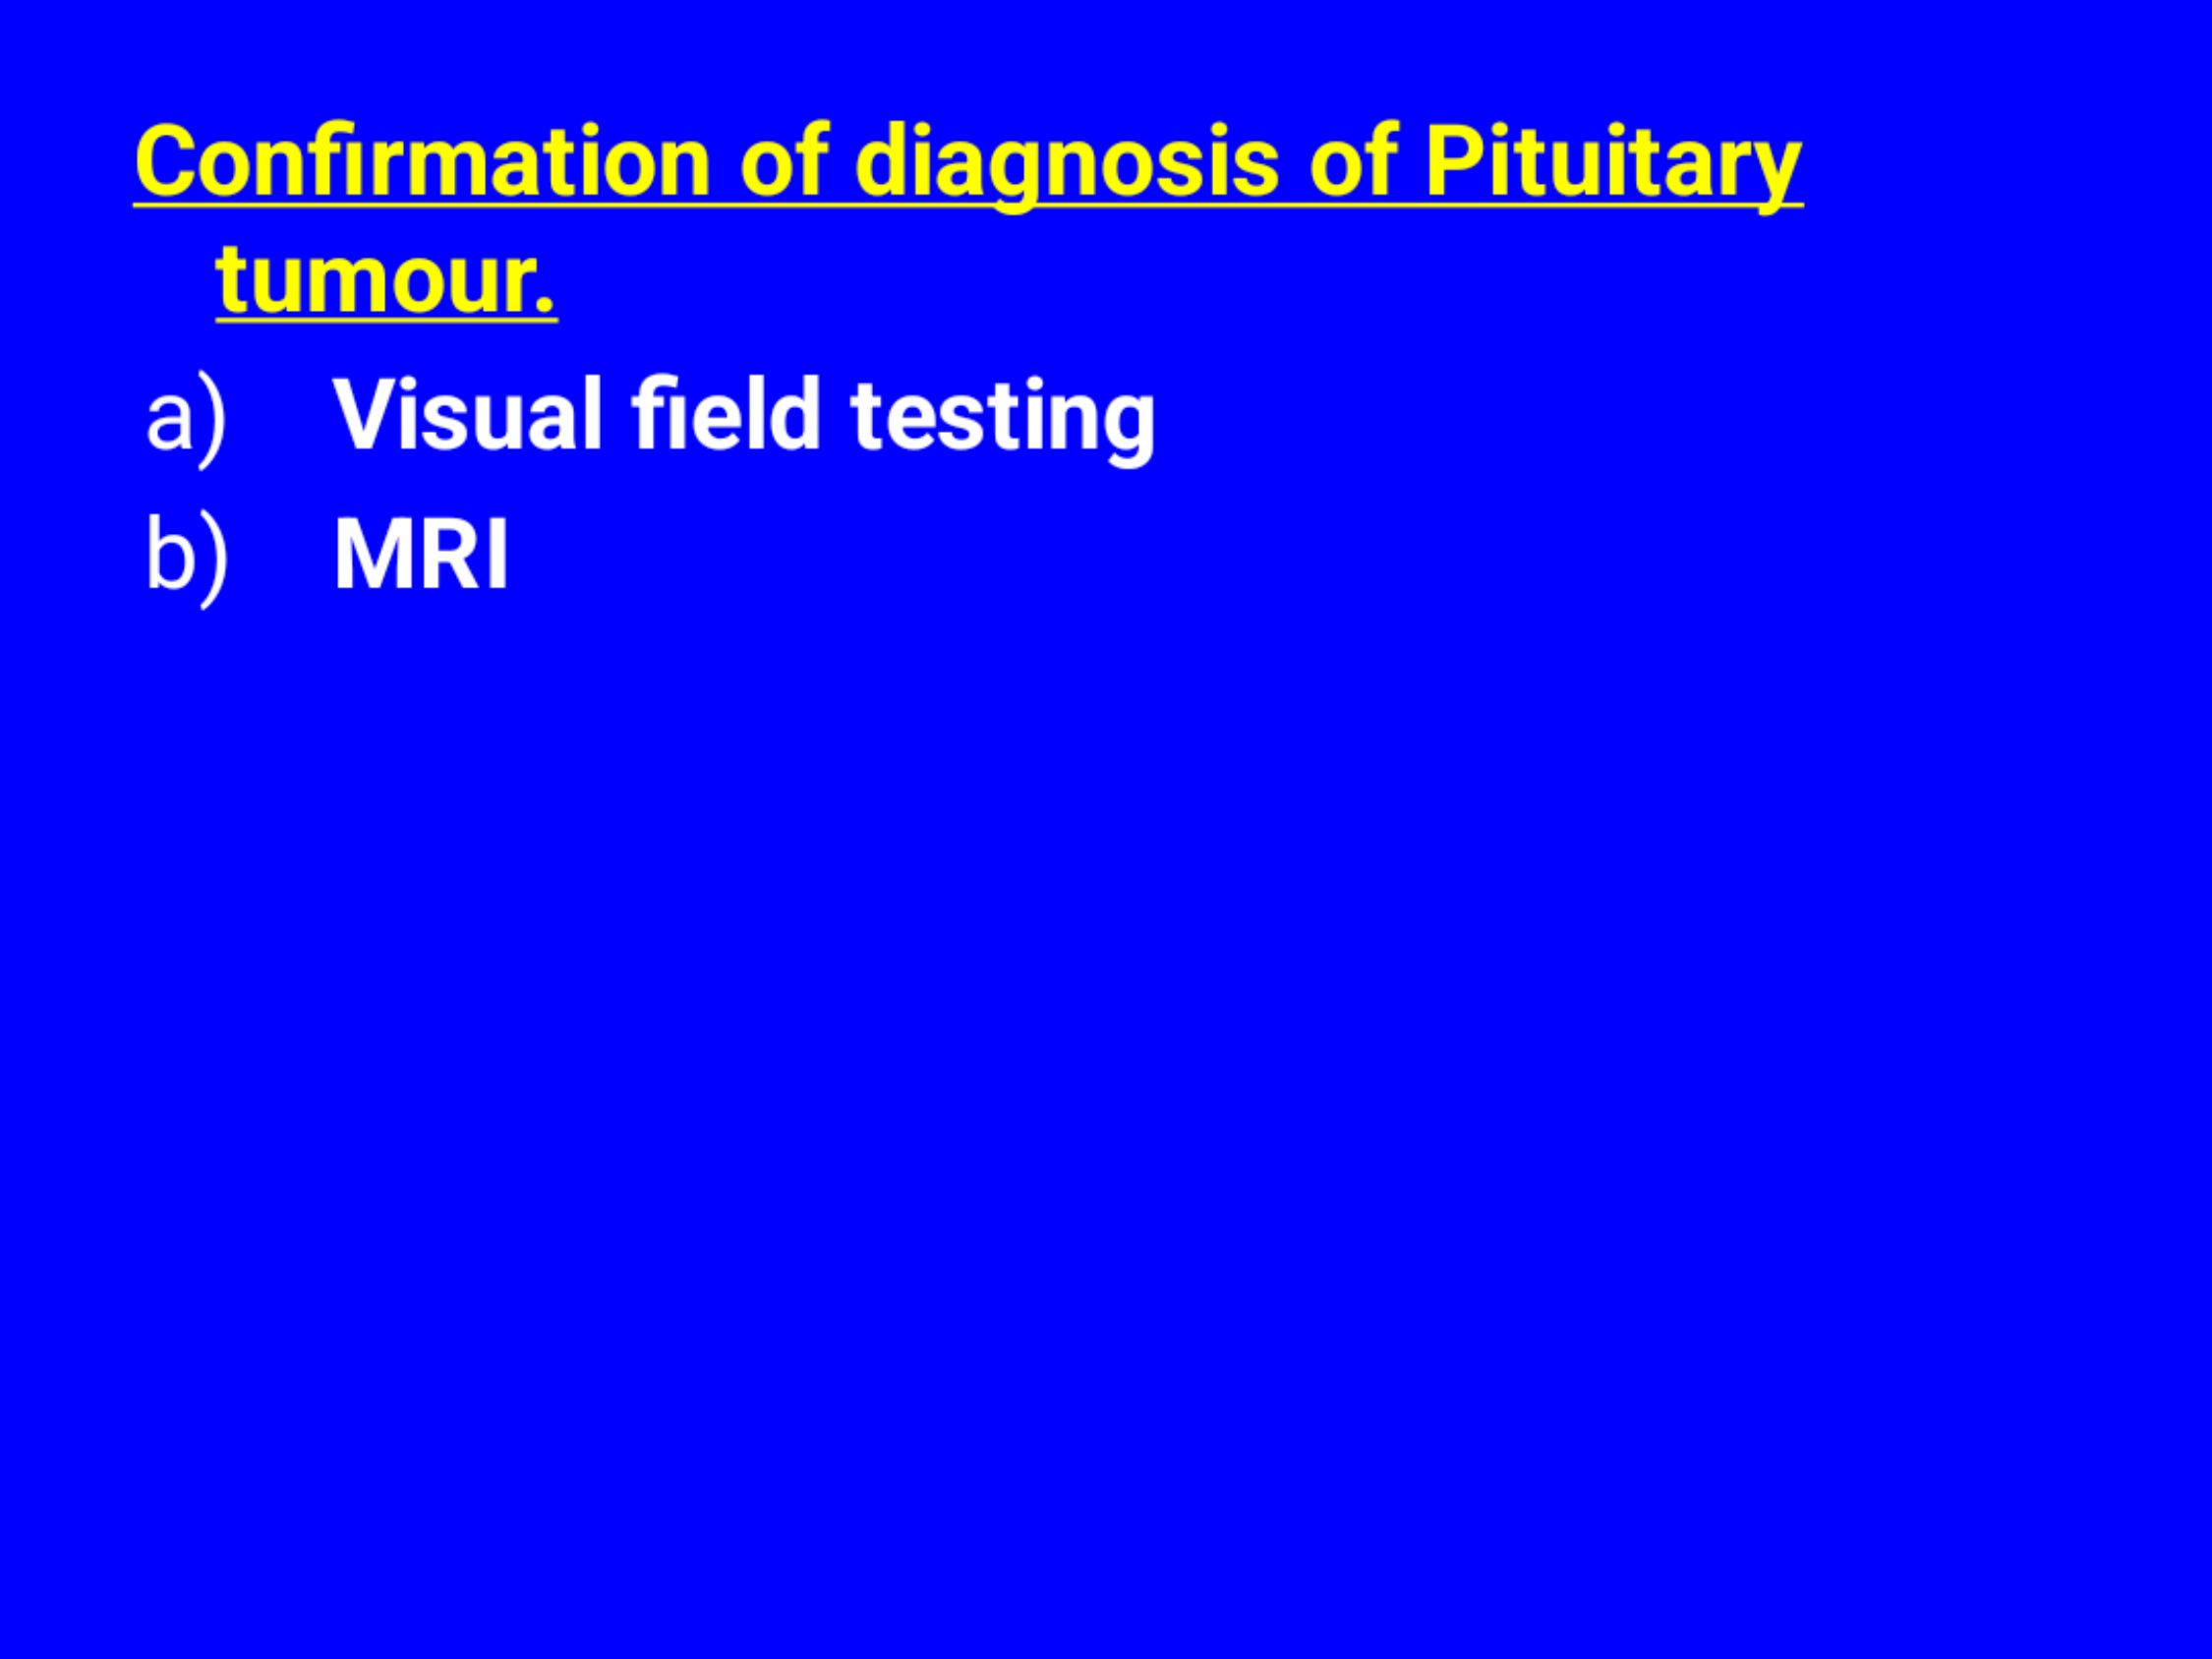 Confirmation of diagnosis of Pituitary
tumour.
a) Visual field testing
b) MRI